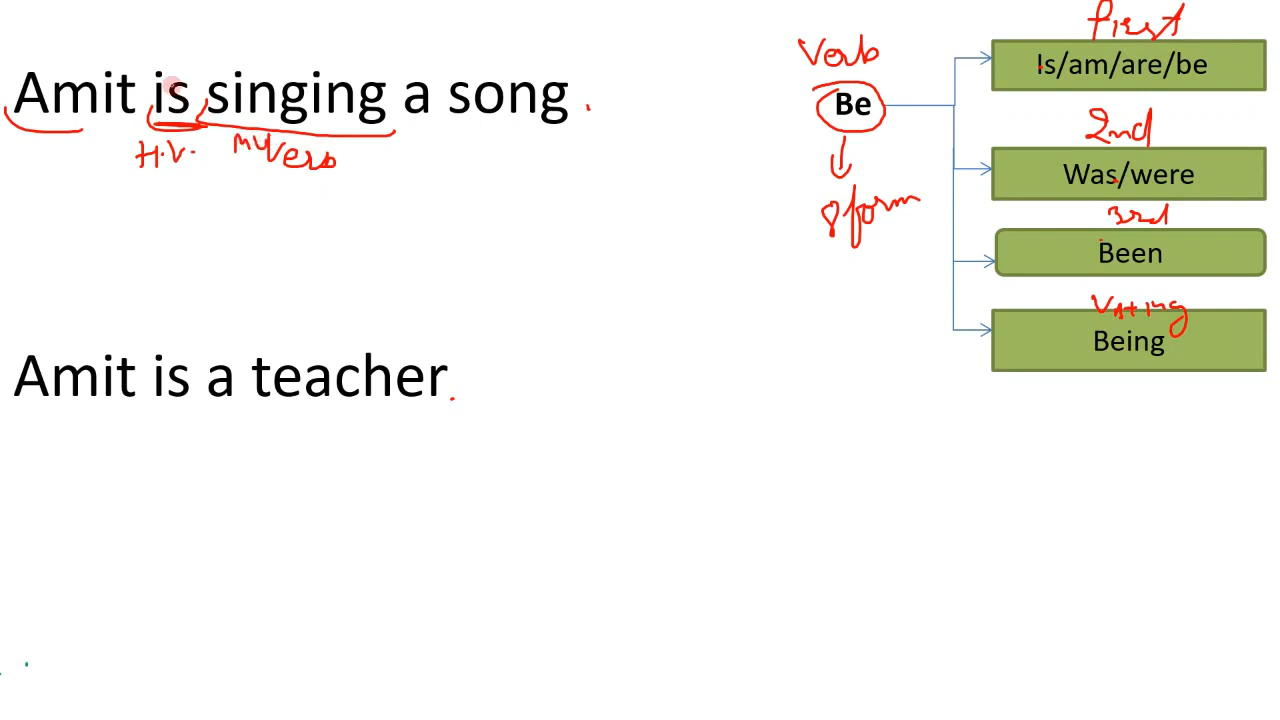 Amit is singing a song .
H.V. Verb
Amit is a teacher .
Verb
Be
8 form
first
Is/am/are/be
2nd
Was/were
3rd
Been
V1+ing
Being